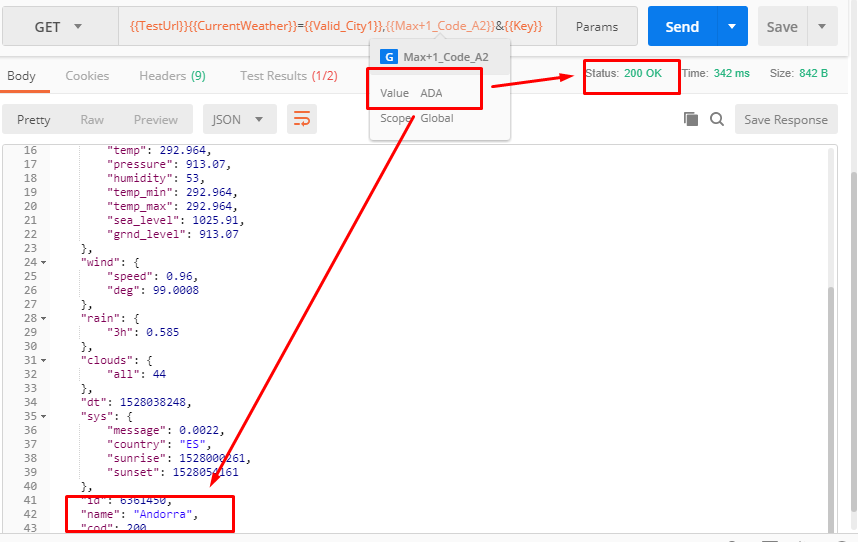 GET {{TestUrl}}{{CurrentWeather}}={{Valid_City1}},{{Max+1_Code_A2}}&{{Key}} Params Send Save
G Max+1_Code_A2
Body Cookies Headers (9) Test Results (1/2) Status: 200 OK Time: 342 ms Size: 842 B
Value ADA
Scope Global
Pretty Raw Preview JSON Save Response
16 "temp": 292.964,
17 "pressure": 913.07,
18 "humidity": 53,
19 "temp_min": 292.964,
20 "temp_max": 292.964,
21 "sea_level": 1025.91,
22 "grnd_level": 913.07
23 },
24 "wind": {
25 "speed": 0.96,
26 "deg": 99.0008
27 },
28 "rain": {
29 "3h": 0.585
30 },
31 "clouds": {
32 "all": 44
33 },
34 "dt": 1528038248,
35 "sys": {
36 "message": 0.0022,
37 "country": "ES",
38 "sunrise": 1528000261,
39 "sunset": 1528054161
40 },
41 "id": 6361450,
42 "name": "Andorra",
43 "cod": 200